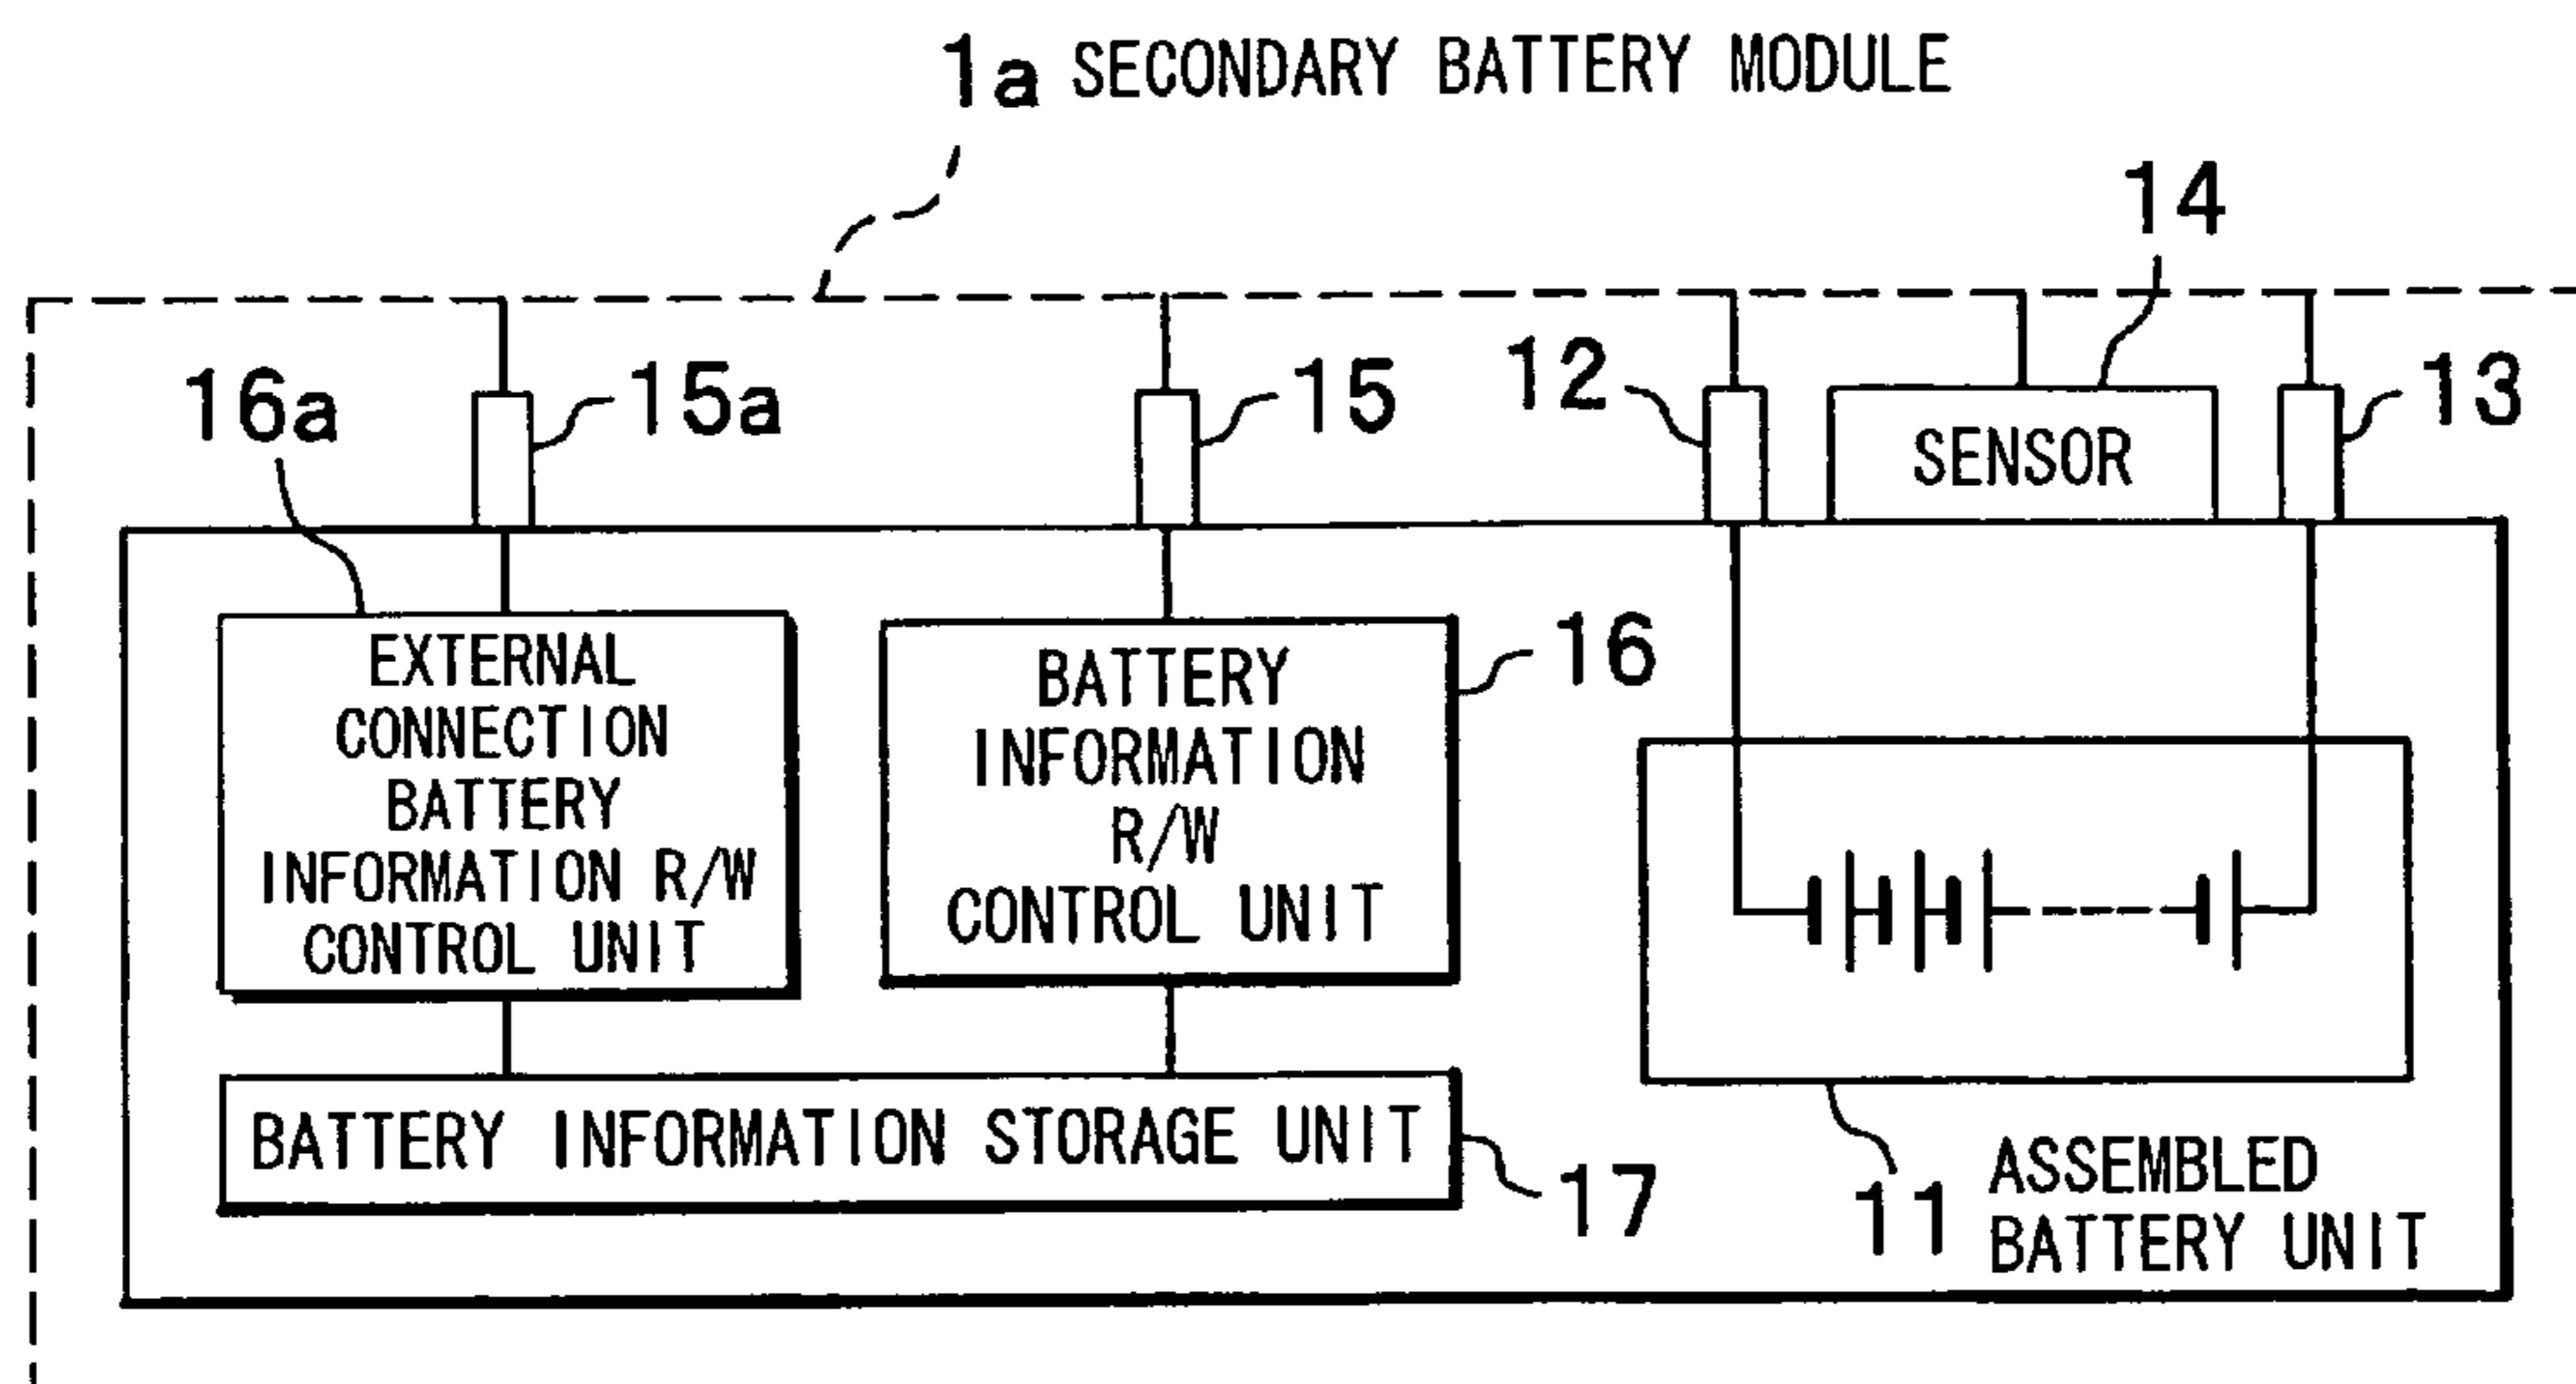 1a SECONDARY BATTERY MODULE
14
16a
15a
15
12
SENSOR
13
EXTERNAL
CONNECTION
BATTERY
INFORMATION R/W
CONTROL UNIT
BATTERY
INFORMATION
R/W
CONTROL UNIT
16
BATTERY INFORMATION STORAGE UNIT
17
11 ASSEMBLED
BATTERY UNIT